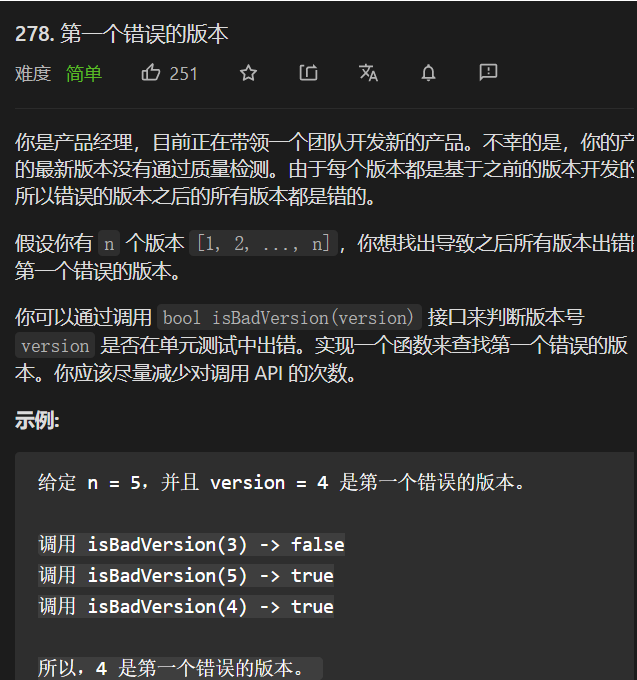 278. 第一个错误的版本
难度 简单 251
你是产品经理，目前正在带领一个团队开发新的产品。不幸的是，你的产
的最新版本没有通过质量检测。由于每个版本都是基于之前的版本开发的
所以错误的版本之后的所有版本都是错的。
假设你有 n 个版本 [1, 2, ..., n]，你想找出导致之后所有版本出错的
第一个错误的版本。
你可以通过调用 bool isBadVersion(version) 接口来判断版本号
version 是否在单元测试中出错。实现一个函数来查找第一个错误的版
本。你应该尽量减少对调用 API 的次数。
示例:
给定 n = 5，并且 version = 4 是第一个错误的版本。
调用 isBadVersion(3) -> false
调用 isBadVersion(5) -> true
调用 isBadVersion(4) -> true
所以，4 是第一个错误的版本。